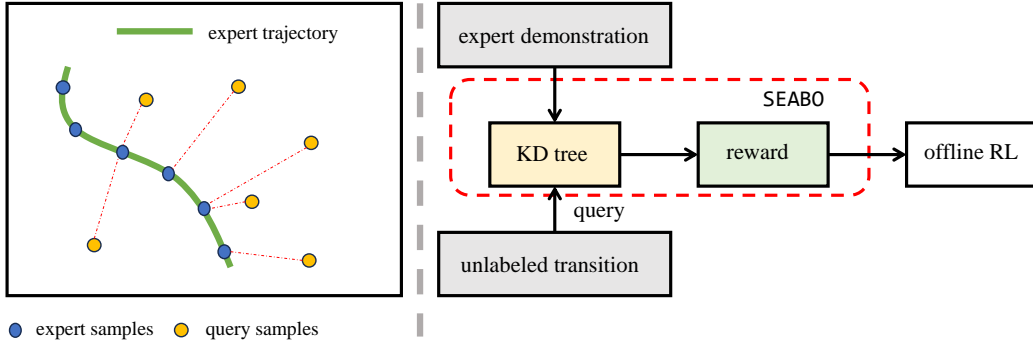 expert trajectory
expert samples
query samples
expert demonstration
SEABO
KD tree
reward
offline RL
query
unlabeled transition